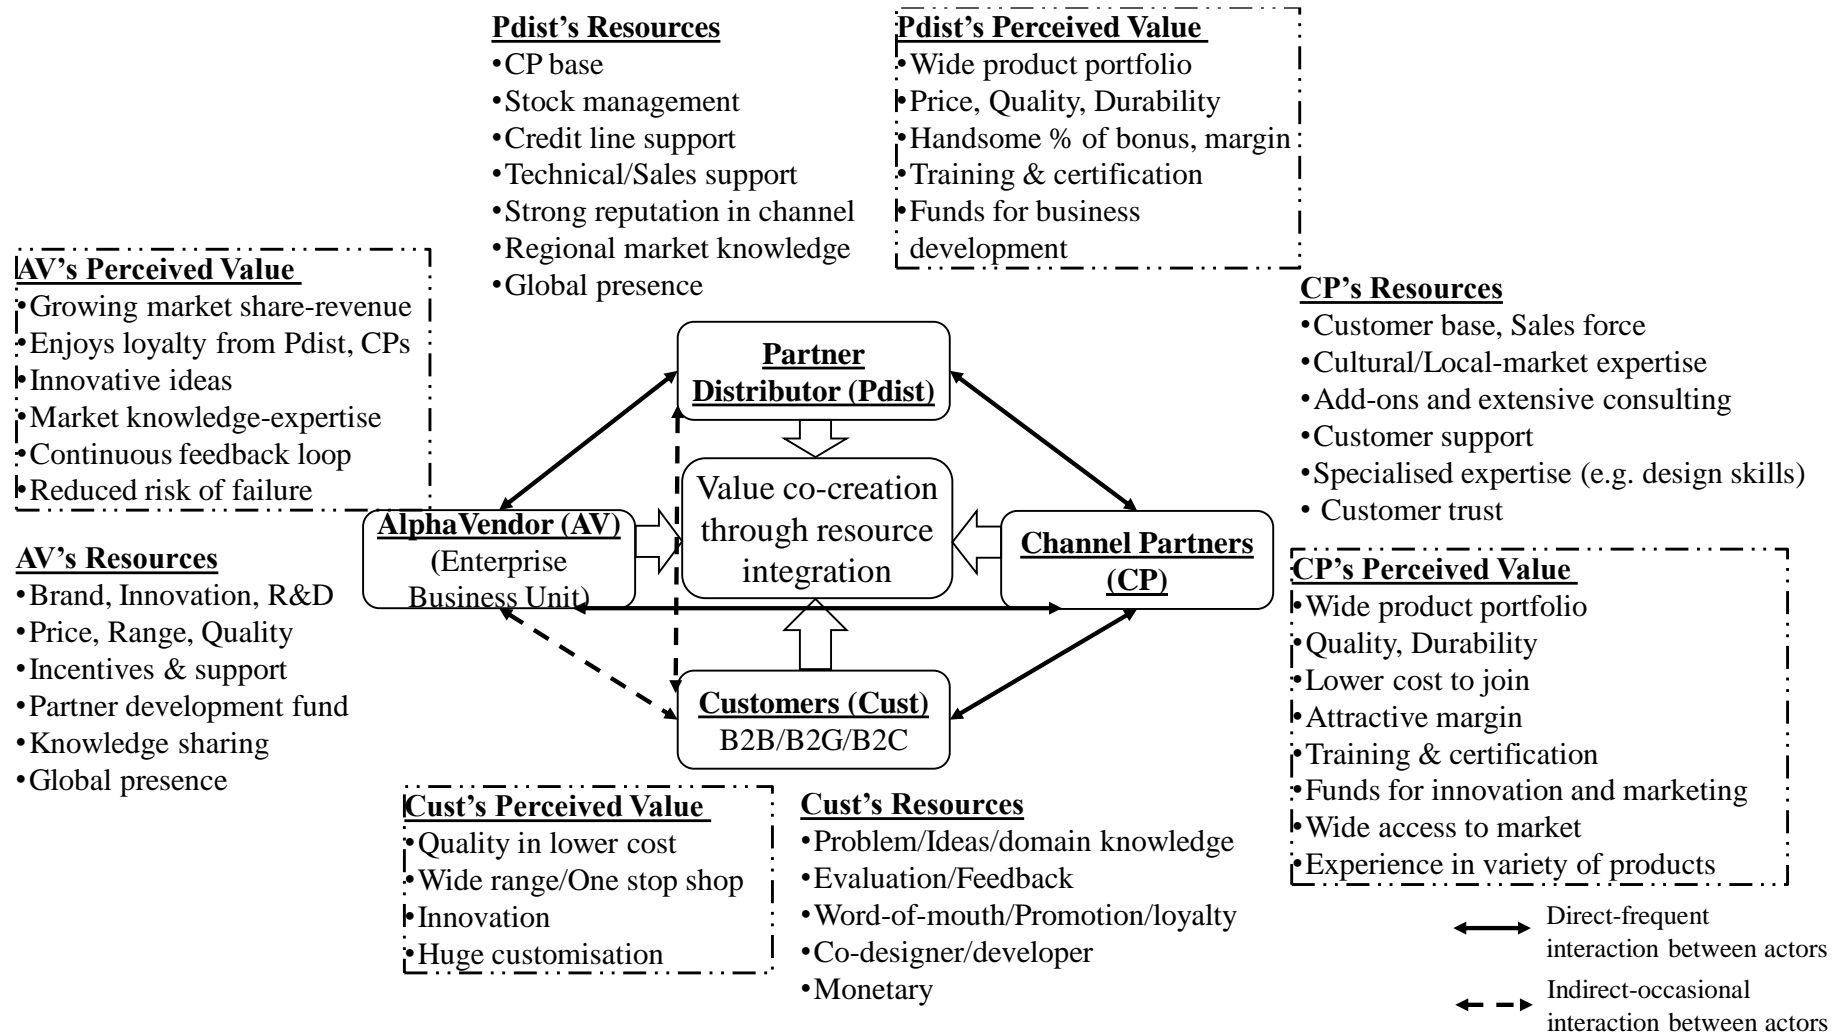 Pdist’s Resources
•CP base
•Stock management
•Credit line support
•Technical/Sales support
•Strong reputation in channel
•Regional market knowledge
•Global presence
Pdist’s Perceived Value
•Wide product portfolio
•Price, Quality, Durability
•Handsome % of bonus, margin
•Training & certification
•Funds for business
development
AV’s Perceived Value
•Growing market share-revenue
•Enjoys loyalty from Pdist, CPs
•Innovative ideas
•Market knowledge-expertise
•Continuous feedback loop
•Reduced risk of failure
AV’s Resources
•Brand, Innovation, R&D
•Price, Range, Quality
•Incentives & support
•Partner development fund
•Knowledge sharing
•Global presence
Partner
Distributor (Pdist)
Value co-creation
through resource
integration
AlphaVendor (AV)
(Enterprise
Business Unit)
Channel Partners
(CP)
Customers (Cust)
B2B/B2G/B2C
CP’s Resources
•Customer base, Sales force
•Cultural/Local-market expertise
•Add-ons and extensive consulting
•Customer support
•Specialised expertise (e.g. design skills)
• Customer trust
CP’s Perceived Value
•Wide product portfolio
•Quality, Durability
•Lower cost to join
•Attractive margin
•Training & certification
•Funds for innovation and marketing
•Wide access to market
•Experience in variety of products
Cust’s Perceived Value
•Quality in lower cost
•Wide range/One stop shop
•Innovation
•Huge customisation
Cust’s Resources
•Problem/Ideas/domain knowledge
•Evaluation/Feedback
•Word-of-mouth/Promotion/loyalty
•Co-designer/developer
•Monetary
Direct-frequent
interaction between actors
Indirect-occasional
interaction between actors